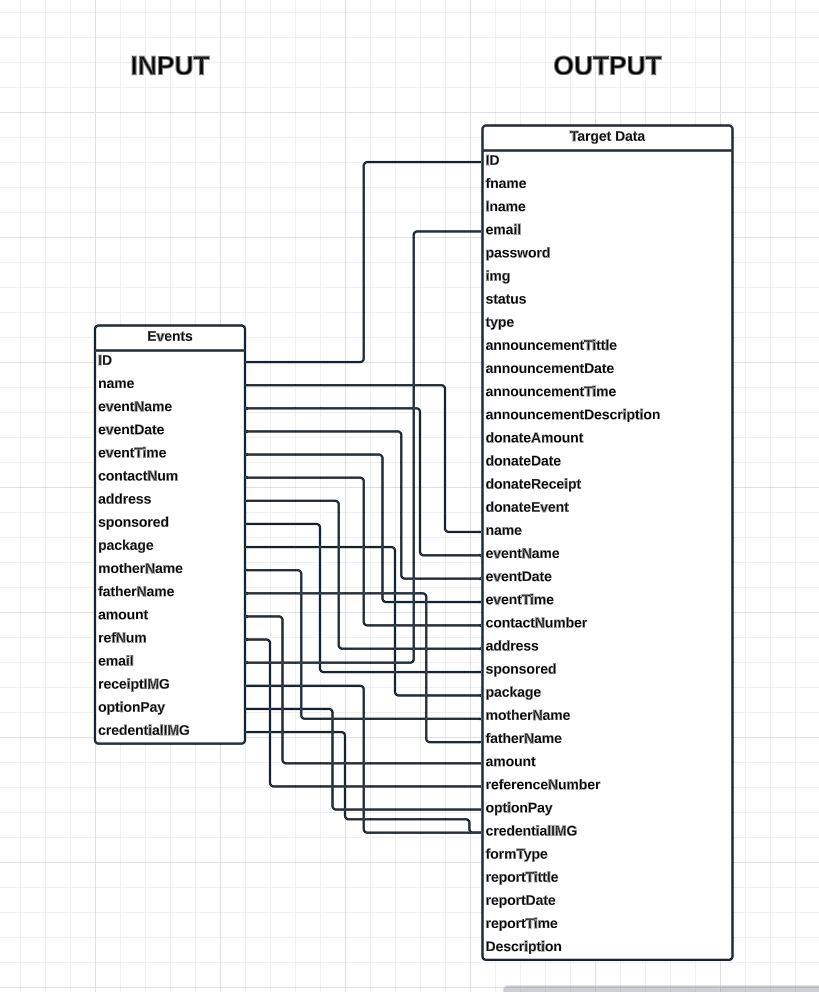 INPUT
OUTPUT
Events
ID
name
eventName
eventDate
eventTime
contactNum
address
sponsored
package
motherName
fatherName
amount
refNum
email
receiptIMG
optionPay
credentialIMG
Target Data
ID
fname
lname
email
password
img
status
type
announcementTittle
announcementDate
announcementTime
announcementDescription
donateAmount
donateDate
donateReceipt
donateEvent
name
eventName
eventDate
eventTime
contactNumber
address
sponsored
package
motherName
fatherName
amount
referenceNumber
optionPay
credentialIMG
formType
reportTittle
reportDate
reportTime
Description